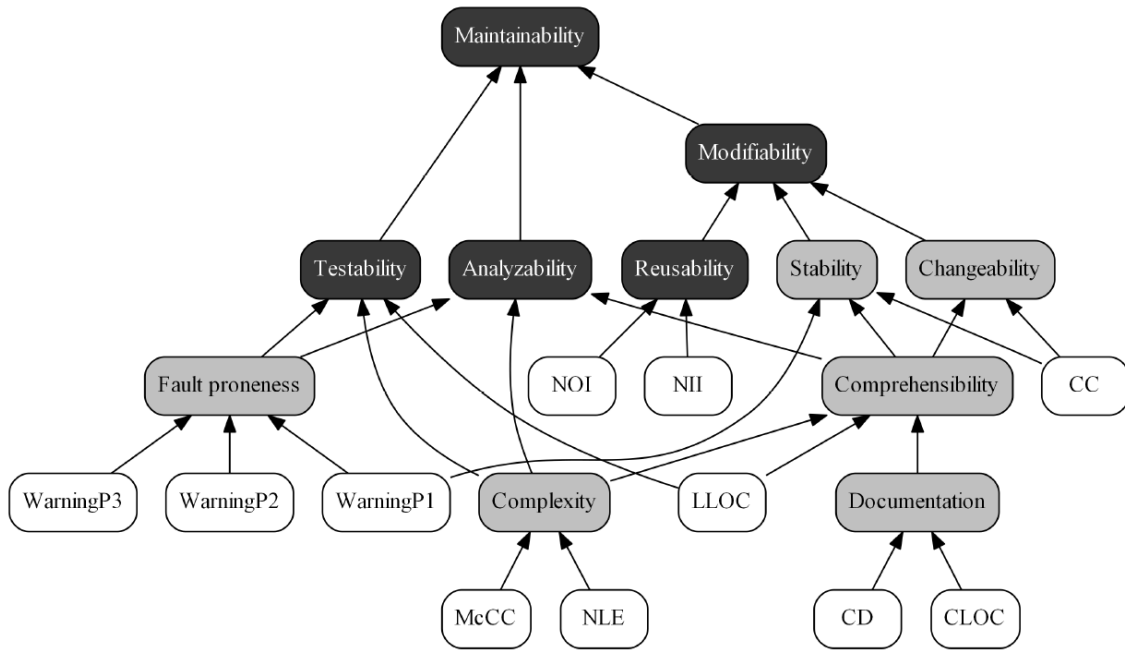 Maintainability
Modifiability
Testability
Analyzability
Reusability
Stability
Changeability
Fault proneness
NOI
NII
Comprehensibility
CC
WarningP3
WarningP2
WarningP1
Complexity
LLOC
Documentation
McCC
NLE
CD
CLOC